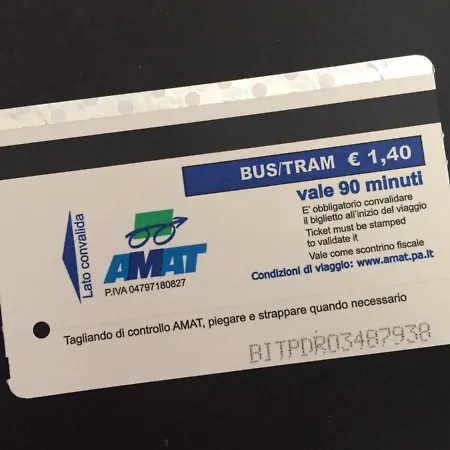 BUS/TRAM € 1,40
vale 90 minuti
E' obbligatorio convalidare
il biglietto all'inizio del viaggio
Ticket must be stamped
to validate it
Vale come scontrino fiscale
Condizioni di viaggio: www.amat.pa.it
Lato convalida
AMAT
P.IVA 04797180827
Tagliando di controllo AMAT, piegare e strappare quando necessario
BITPDR03487938